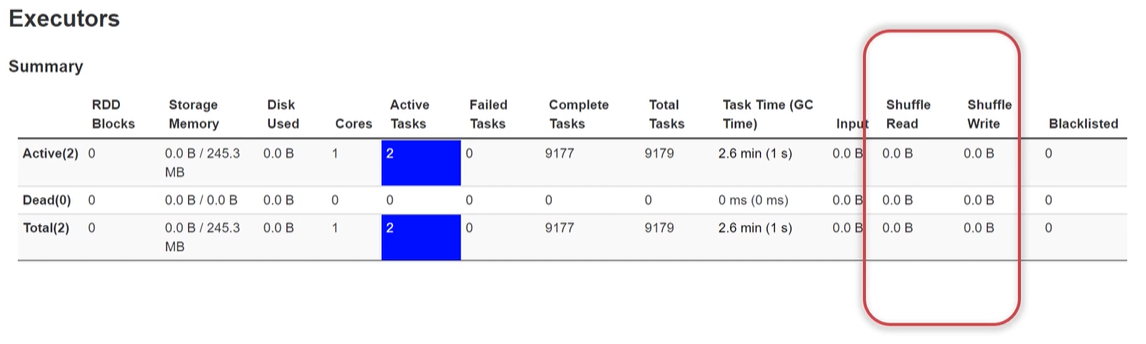 Executors
Summary
RDD Blocks Storage Memory Disk Used Cores Active Tasks Failed Tasks Complete Tasks Total Tasks Task Time (GC Time) Input Shuffle Read Shuffle Write Blacklisted
Active(2) 0 0.0 B / 245.3 MB 0.0 B 1 2 0 9177 9179 2.6 min (1 s) 0.0 B 0.0 B 0.0 B 0
Dead(0) 0 0.0 B / 0.0 B 0.0 B 0 0 0 0 0 0 ms (0 ms) 0.0 B 0.0 B 0.0 B 0
Total(2) 0 0.0 B / 245.3 MB 0.0 B 1 2 0 9177 9179 2.6 min (1 s) 0.0 B 0.0 B 0.0 B 0